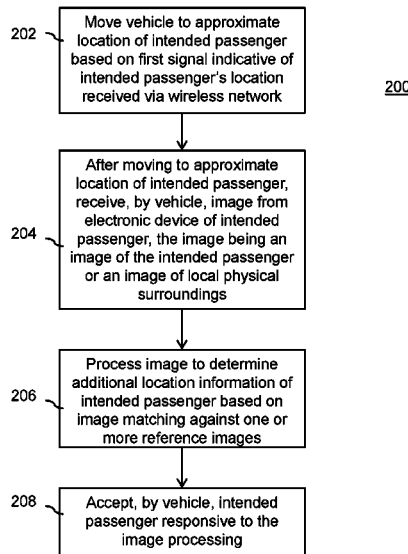 202
Move vehicle to approximate
location of intended passenger
based on first signal indicative of
intended passenger's location
received via wireless network
200
204
After moving to approximate
location of intended passenger,
receive, by vehicle, image from
electronic device of intended
passenger, the image being an
image of the intended passenger
or an image of local physical
surroundings
206
Process image to determine
additional location information of
intended passenger based on
image matching against one or
more reference images
208
Accept, by vehicle, intended
passenger responsive to the
image processing